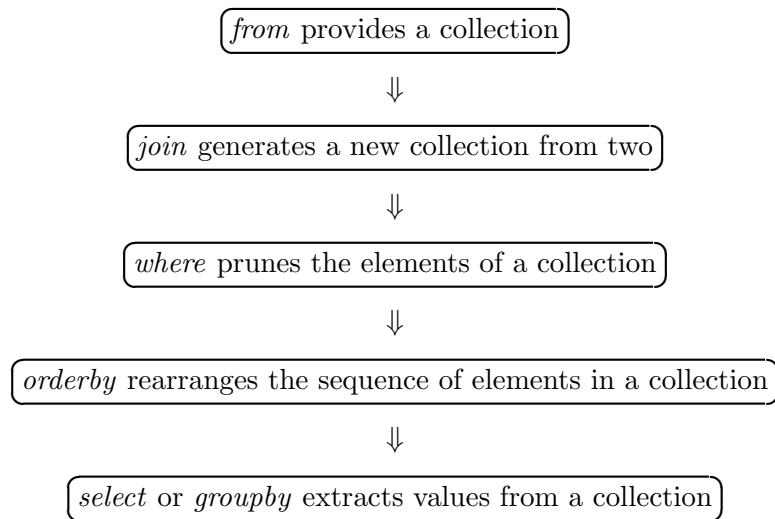 from provides a collection
⇓
join generates a new collection from two
⇓
where prunes the elements of a collection
⇓
orderby rearranges the sequence of elements in a collection
⇓
select or groupby extracts values from a collection